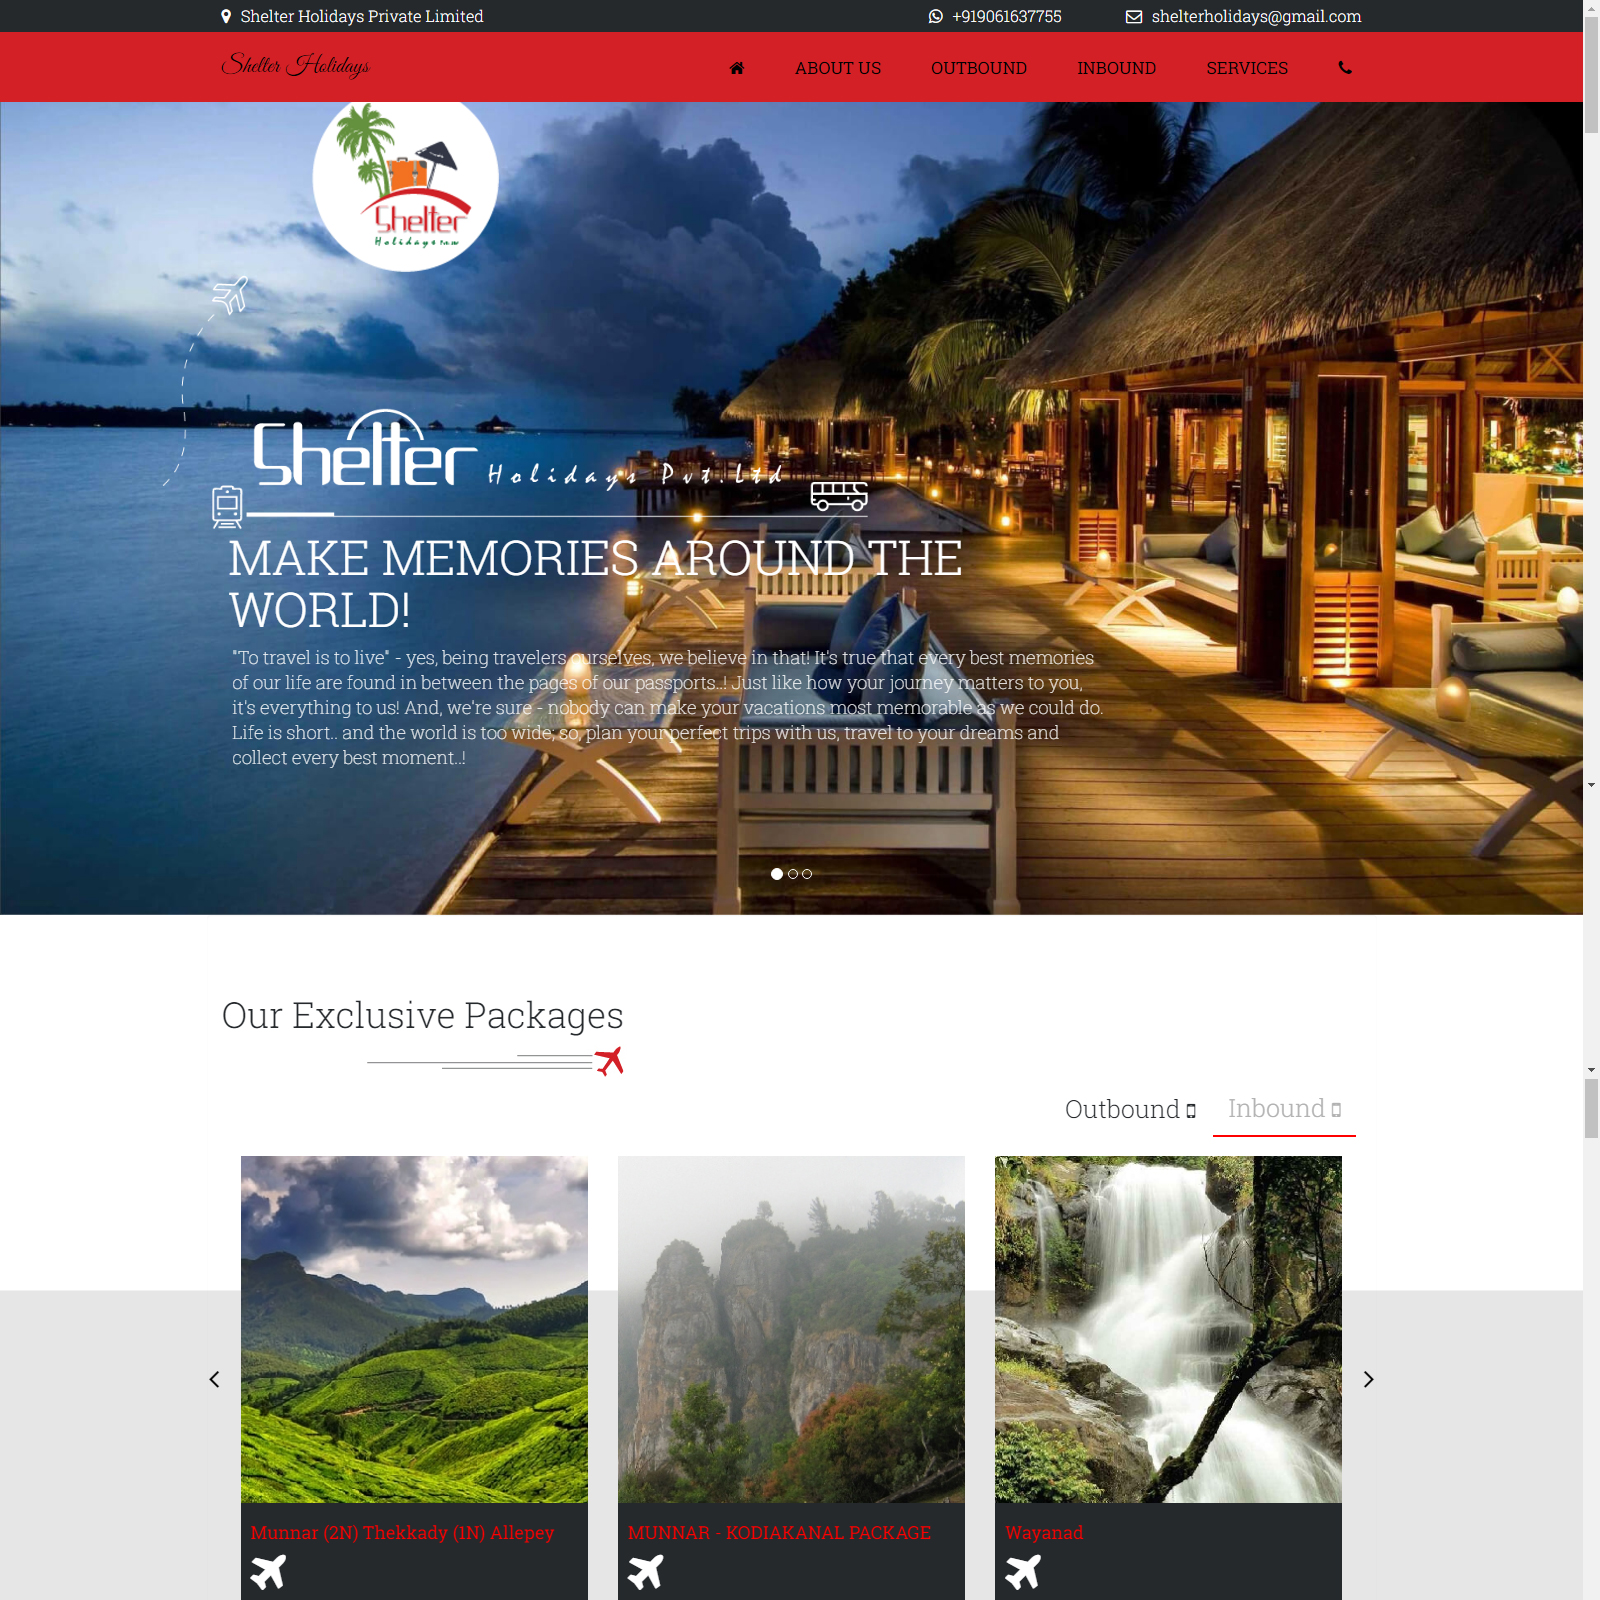 Shelter Holidays Private Limited
+919061637755
shelterholidays@gmail.com
Shelter Holidays
ABOUT US
OUTBOUND
INBOUND
SERVICES
Shelter
Holidays
Shelter Holidays Pvt.Ltd
MAKE MEMORIES AROUND THE
WORLD!
"To travel is to live" - yes, being travelers ourselves, we believe in that! It's true that every best memories
of our life are found in between the pages of our passports..! Just like how your journey matters to you,
it's everything to us! And, we're sure - nobody can make your vacations most memorable as we could do.
Life is short.. and the world is too wide; so, plan your perfect trips with us, travel to your dreams and
collect every best moment..!
Our Exclusive Packages
Outbound
Inbound
Munnar (2N) Thekkady (1N) Allepey
MUNNAR - KODIAKANAL PACKAGE
Wayanad